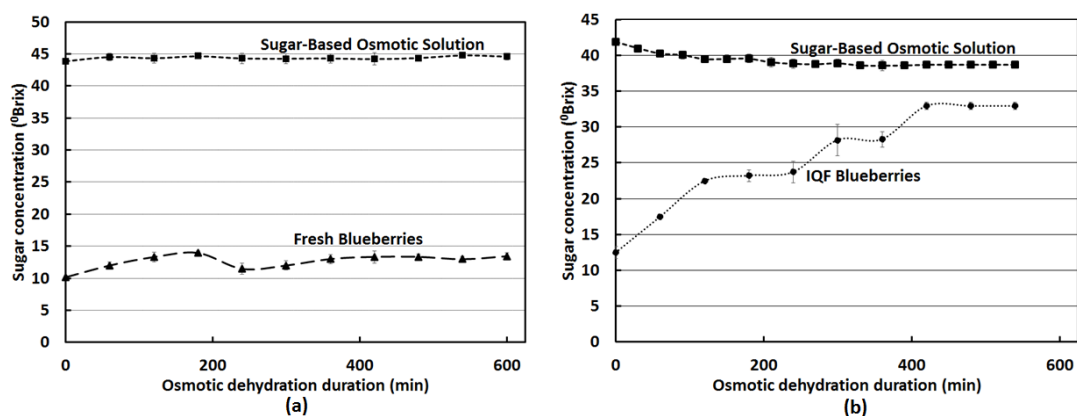 50
45
40
35
30
25
20
15
10
5
0
Sugar concentration (⁰Brix)
Sugar-Based Osmotic Solution
Fresh Blueberries
0 200 400 600
Osmotic dehydration duration (min)
(a)
45
40
35
30
25
20
15
10
5
0
Sugar concentration (⁰Brix)
Sugar-Based Osmotic Solution
IQF Blueberries
0 200 400 600
Osmotic dehydration duration (min)
(b)